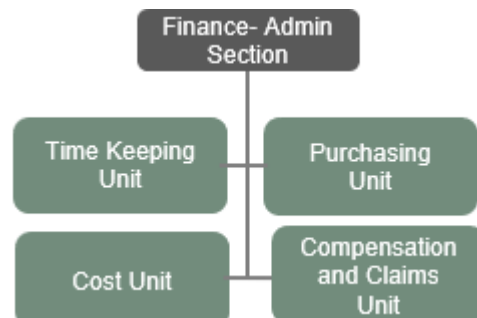 Finance- Admin
Section
Time Keeping
Unit
Purchasing
Unit
Cost Unit
Compensation
and Claims
Unit